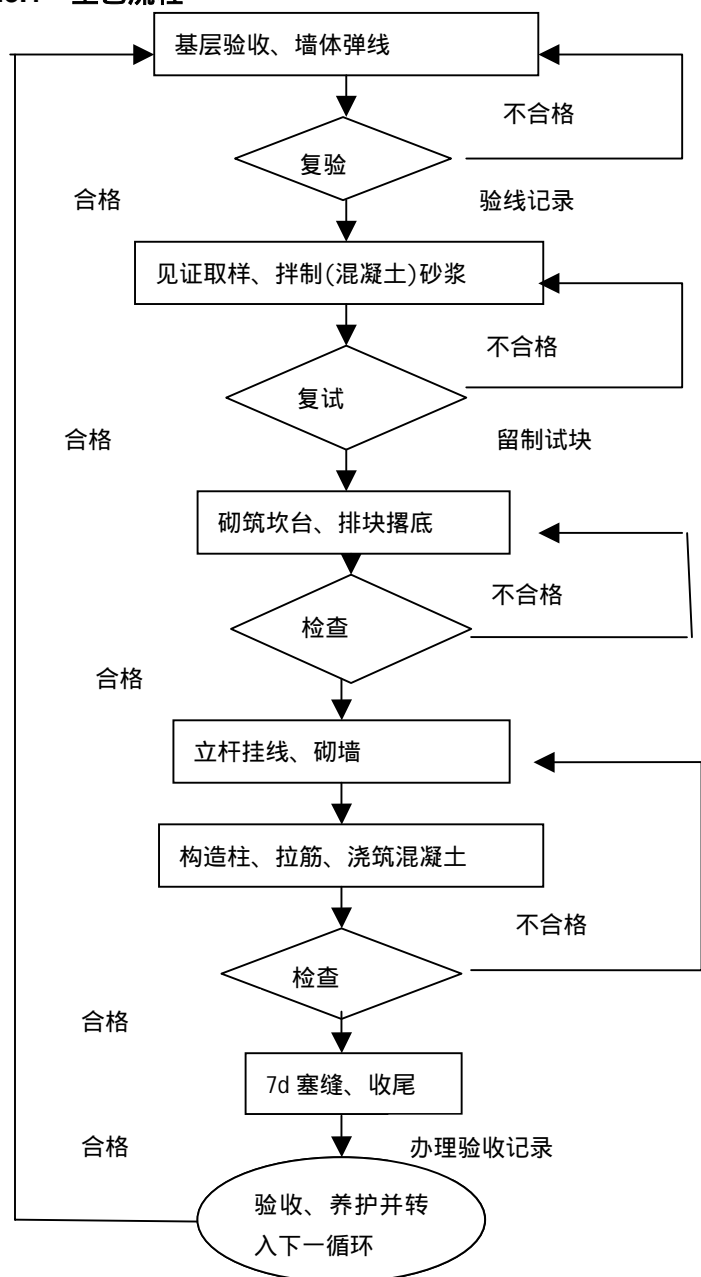 基层验收、墙体弹线
不合格
复验
合格
验线记录
见证取样、拌制(混凝土)砂浆
不合格
复试
合格
留制试块
砌筑坎台、排块撂底
不合格
检查
合格
立杆挂线、砌墙
构造柱、拉筋、浇筑混凝土
不合格
检查
合格
7d 塞缝、收尾
合格
办理验收记录
验收、养护并转
入下一循环